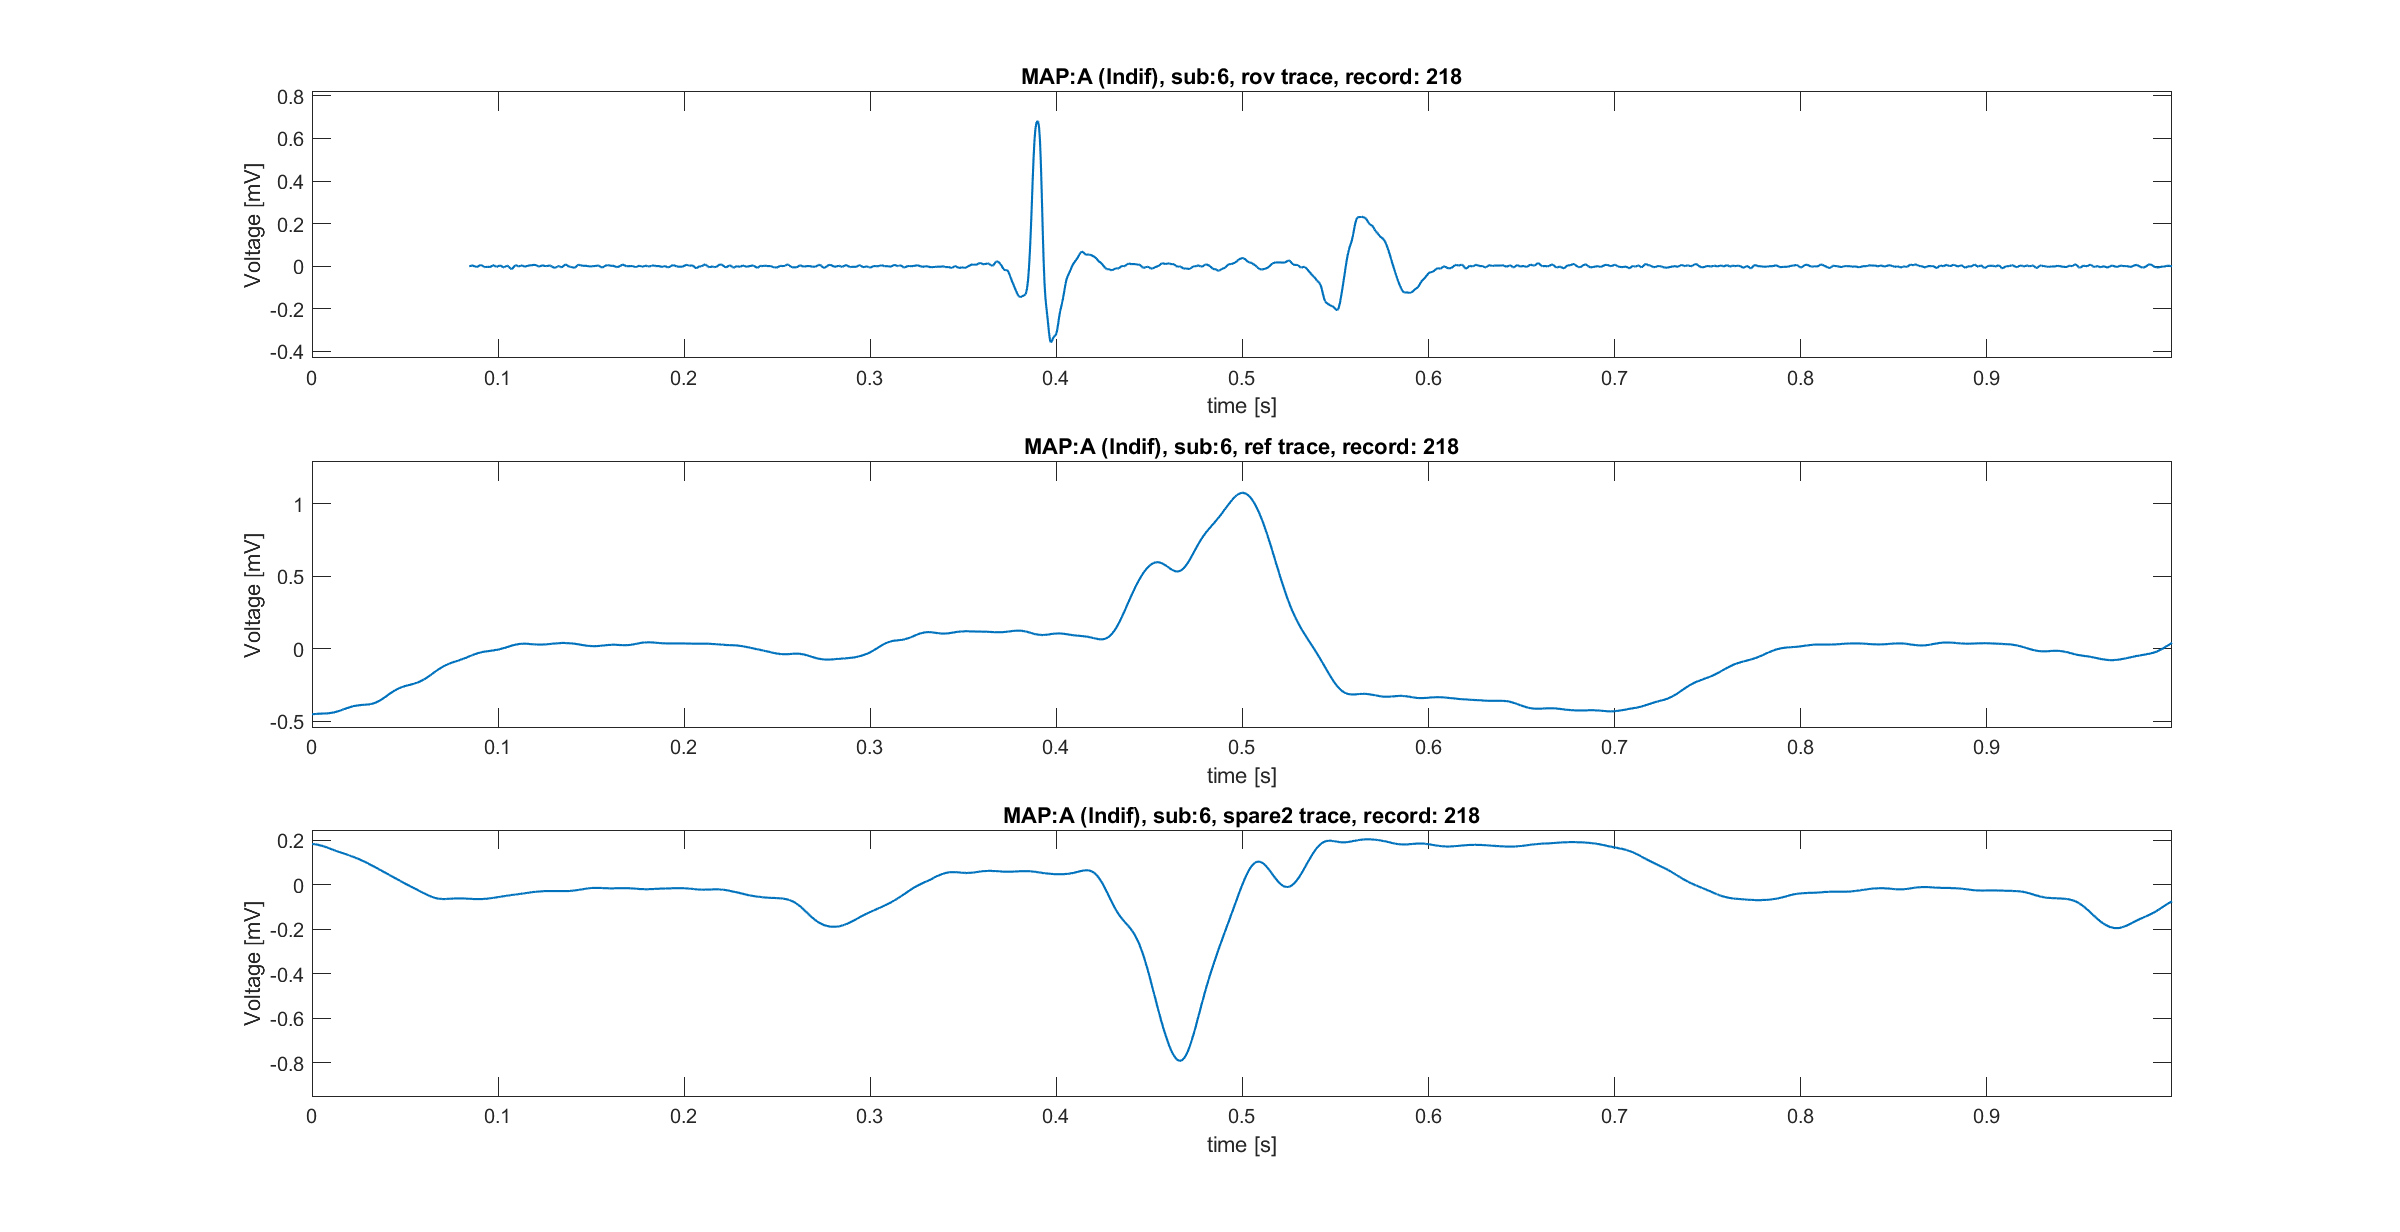 MAP:A (Indif), sub:6, rov trace, record: 218
0.8
0.6
0.4
0.2
0
-0.2
-0.4
Voltage [mV]
0 0.1 0.2 0.3 0.4 0.5 0.6 0.7 0.8 0.9
time [s]
MAP:A (Indif), sub:6, ref trace, record: 218
1
0.5
0
-0.5
Voltage [mV]
0 0.1 0.2 0.3 0.4 0.5 0.6 0.7 0.8 0.9
time [s]
MAP:A (Indif), sub:6, spare2 trace, record: 218
0.2
0
-0.2
-0.4
-0.6
-0.8
Voltage [mV]
0 0.1 0.2 0.3 0.4 0.5 0.6 0.7 0.8 0.9
time [s]